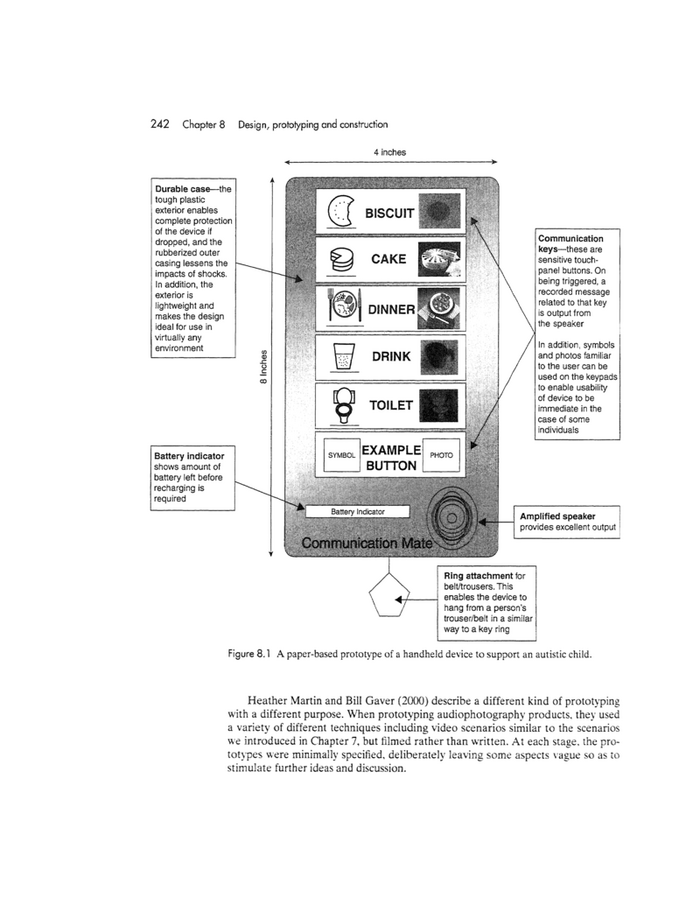 242 Chapter 8 Design, prototyping and construction
4 inches
Durable case—the
tough plastic
exterior enables
complete protection
of the device if
dropped, and the
rubberized outer
casing lessens the
impacts of shocks.
In addition, the
exterior is
lightweight and
makes the design
ideal for use in
virtually any
environment
8 Inches
BISCUIT
CAKE
DINNER
DRINK
TOILET
SYMBOL
EXAMPLE
BUTTON
PHOTO
Communication
keys—these are
sensitive touch-
panel buttons. On
being triggered, a
recorded message
related to that key
is output from
the speaker
In addition, symbols
and photos familiar
to the user can be
used on the keypads
to enable usability
of device to be
immediate in the
case of some
individuals
Battery indicator
shows amount of
battery left before
recharging is
required
Battery Indicator
Communication Mate
Amplified speaker
provides excellent output
Ring attachment for
belt/trousers. This
enables the device to
hang from a person's
trouser/belt in a similar
way to a key ring
Figure 8.1 A paper-based prototype of a handheld device to support an autistic child.
Heather Martin and Bill Gaver (2000) describe a different kind of prototyping
with a different purpose. When prototyping audiophotography products, they used
a variety of different techniques including video scenarios similar to the scenarios
we introduced in Chapter 7, but filmed rather than written. At each stage, the pro-
totypes were minimally specified, deliberately leaving some aspects vague so as to
stimulate further ideas and discussion.